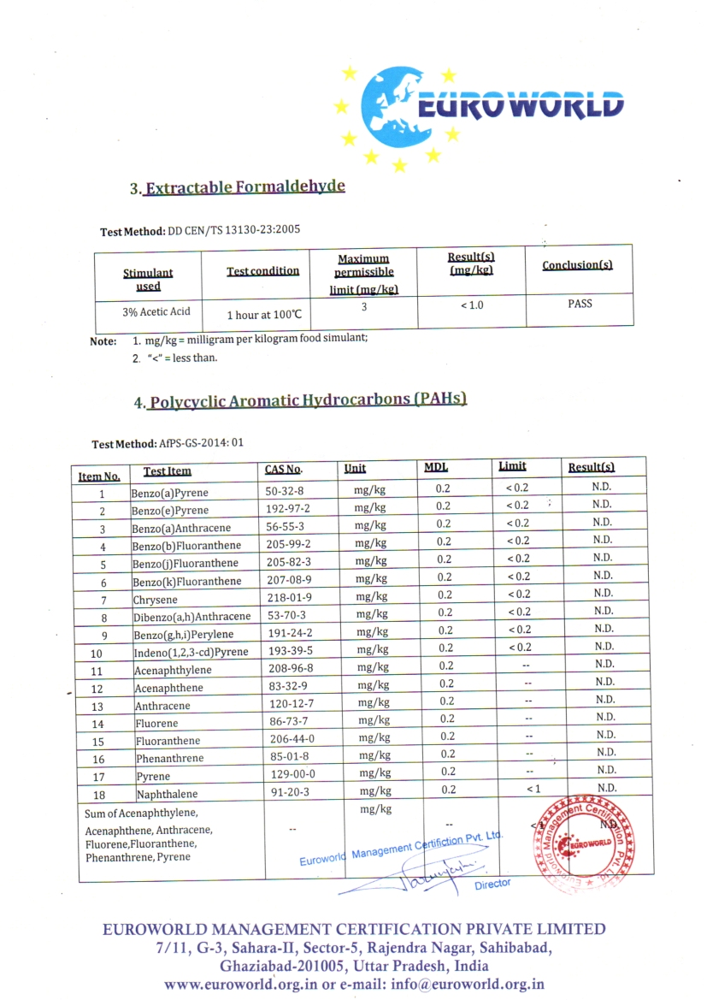 EUROWORLD
3. Extractable Formaldehyde
Test Method: DD CEN/TS 13130-23:2005
Stimulant used Test condition Maximum permissible limit (mg/kg) Result(s) (mg/kg) Conclusion(s)
3% Acetic Acid 1 hour at 100℃ 3 < 1.0 PASS
Note: 1. mg/kg = milligram per kilogram food simulant;
2. "<" = less than.
4. Polycyclic Aromatic Hydrocarbons (PAHs)
Test Method: AfPS-GS-2014: 01
Item No. Test Item CAS No. Unit MDL Limit Result(s)
1 Benzo(a)Pyrene 50-32-8 mg/kg 0.2 < 0.2 N.D.
2 Benzo(e)Pyrene 192-97-2 mg/kg 0.2 < 0.2 N.D.
3 Benzo(a)Anthracene 56-55-3 mg/kg 0.2 < 0.2 N.D.
4 Benzo(b)Fluoranthene 205-99-2 mg/kg 0.2 < 0.2 N.D.
5 Benzo(j)Fluoranthene 205-82-3 mg/kg 0.2 < 0.2 N.D.
6 Benzo(k)Fluoranthene 207-08-9 mg/kg 0.2 < 0.2 N.D.
7 Chrysene 218-01-9 mg/kg 0.2 < 0.2 N.D.
8 Dibenzo(a,h)Anthracene 53-70-3 mg/kg 0.2 < 0.2 N.D.
9 Benzo(g,h,i)Perylene 191-24-2 mg/kg 0.2 < 0.2 N.D.
10 Indeno(1,2,3-cd)Pyrene 193-39-5 mg/kg 0.2 < 0.2 N.D.
11 Acenaphthylene 208-96-8 mg/kg 0.2 -- N.D.
12 Acenaphthene 83-32-9 mg/kg 0.2 -- N.D.
13 Anthracene 120-12-7 mg/kg 0.2 -- N.D.
14 Fluorene 86-73-7 mg/kg 0.2 -- N.D.
15 Fluoranthene 206-44-0 mg/kg 0.2 -- N.D.
16 Phenanthrene 85-01-8 mg/kg 0.2 -- N.D.
17 Pyrene 129-00-0 mg/kg 0.2 -- N.D.
18 Naphthalene 91-20-3 mg/kg 0.2 < 1 N.D.
Sum of Acenaphthylene, mg/kg
Acenaphthene, Anthracene, -- -- N.D.
Fluorene,Fluoranthene,
Phenanthrene, Pyrene
Euroworld Management Certifiction Pvt. Ltd.
Director
Euroworld Management Certification Pvt. Ltd.
EUROWORLD
EUROWORLD MANAGEMENT CERTIFICATION PRIVATE LIMITED
7/11, G-3, Sahara-II, Sector-5, Rajendra Nagar, Sahibabad,
Ghaziabad-201005, Uttar Pradesh, India
www.euroworld.org.in or e-mail: info@euroworld.org.in